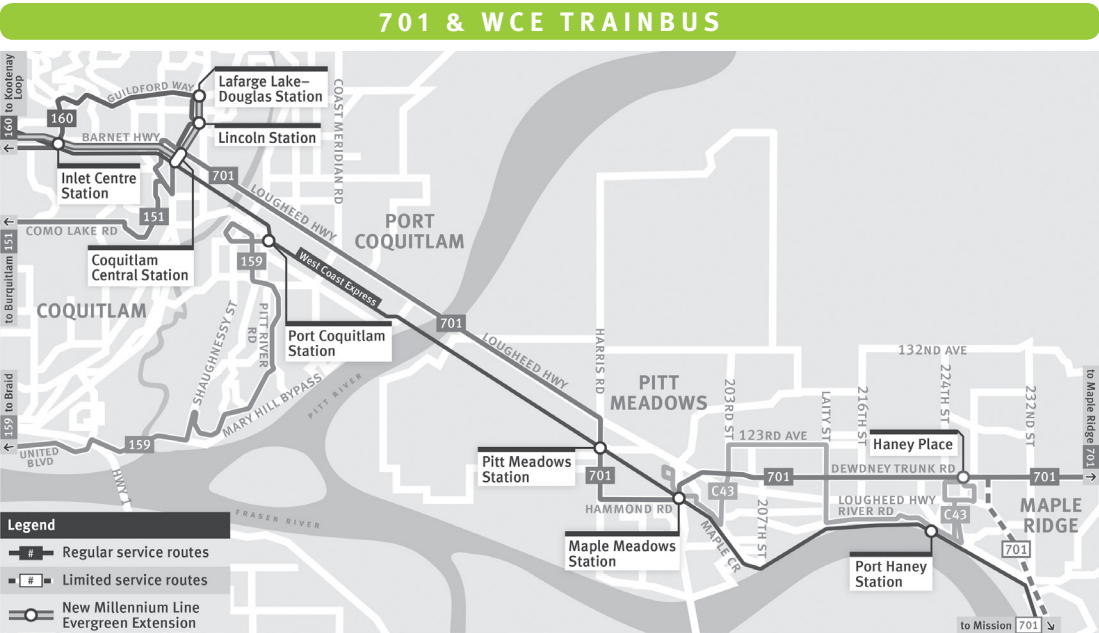 701 & WCE TRAINBUS
160 to Kootenay
Loop
GUILDFORD WAY
160
BARNET HWY
Lafarge Lake–
Douglas Station
Lincoln Station
COAST MERIDIAN RD
Inlet Centre
Station
701
LOUGHEED HWY
151
COMO LAKE RD
to Burquitlam 151
Coquitlam
Central Station
PORT
COQUITLAM
159
West Coast Express
COQUITLAM
Port Coquitlam
Station
701
LOUGHEED HWY
SHAUGHNESSY ST
PITT RIVER
RD
MARY HILL BYPASS
PITT RIVER
159 to Braid
159
UNITED
BLVD
HWY 1
FRASER RIVER
HARRIS RD
PITT
MEADOWS
203RD ST
132ND AVE
LAITY ST
216TH ST
224TH ST
232ND ST
to Maple Ridge 701
123RD AVE
Haney Place
Pitt Meadows
Station
701
701
DEWDNEY TRUNK RD
701
C43
HAMMOND RD
207TH ST
LOUGHEED HWY
RIVER RD
C43
MAPLE
RIDGE
MAPLE CR
Maple Meadows
Station
Port Haney
Station
701
to Mission 701
Legend
# Regular service routes
# Limited service routes
New Millennium Line
Evergreen Extension